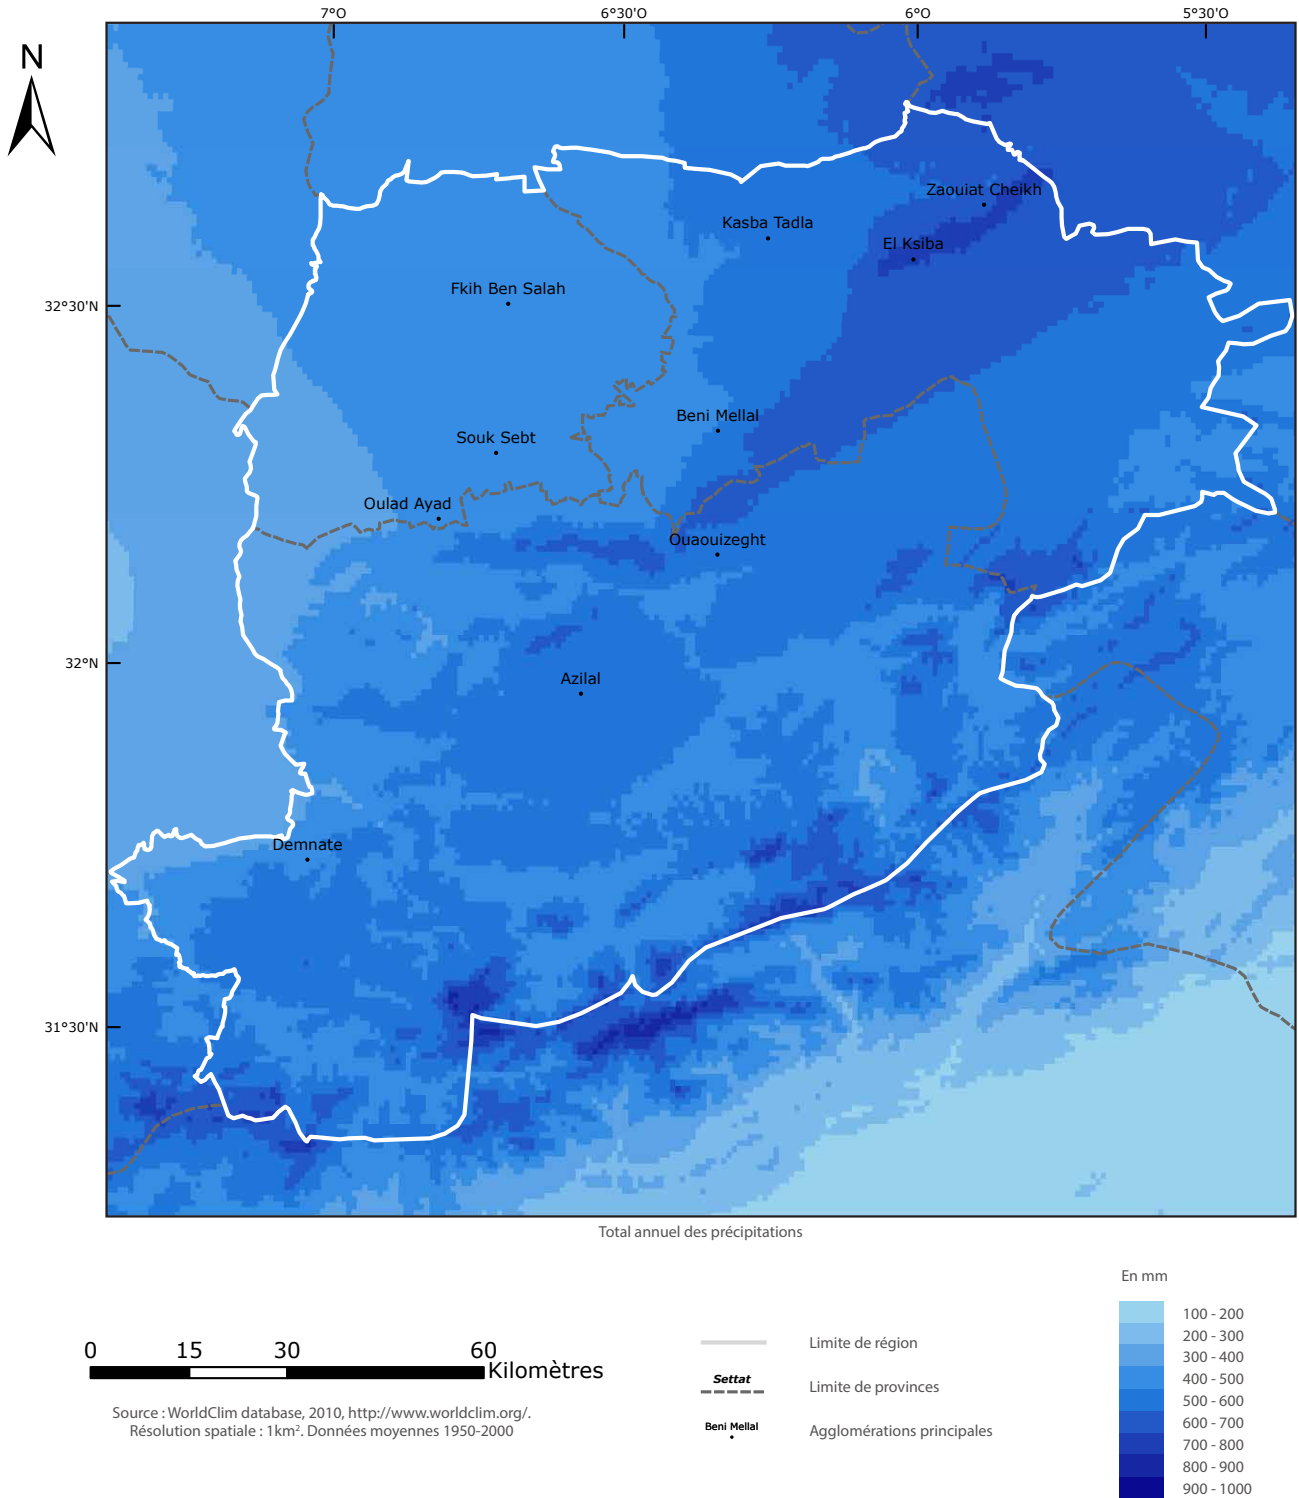 7°O
6°30'O
6°O
5°30'O
N
Zaouiat Cheikh
Kasba Tadla
El Ksiba
Fkih Ben Salah
32°30'N
Beni Mellal
Souk Sebt
Oulad Ayad
Ouaouizeght
32°N
Azilal
Demnate
31°30'N
Total annuel des précipitations
En mm
100 - 200
200 - 300
300 - 400
400 - 500
500 - 600
600 - 700
700 - 800
800 - 900
900 - 1000
0 15 30 60
Kilomètres
Limite de région
Settat
Limite de provinces
Beni Mellal
Agglomérations principales
Source : WorldClim database, 2010, http://www.worldclim.org/.
Résolution spatiale : 1km². Données moyennes 1950-2000